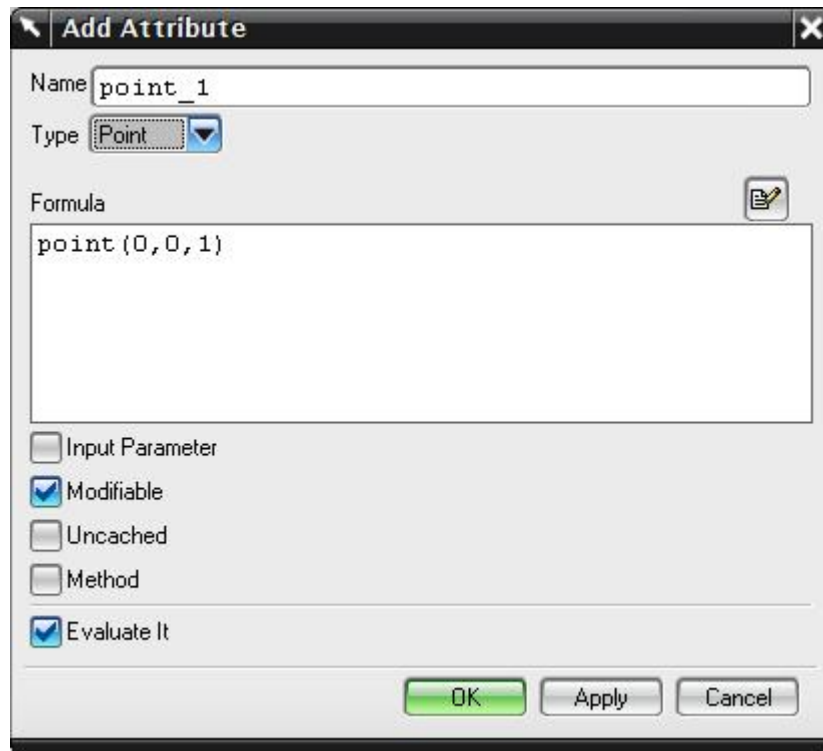 Add Attribute
Name point_1
Type Point
Formula
point(0,0,1)
Input Parameter
Modifiable
Uncached
Method
Evaluate It
OK Apply Cancel